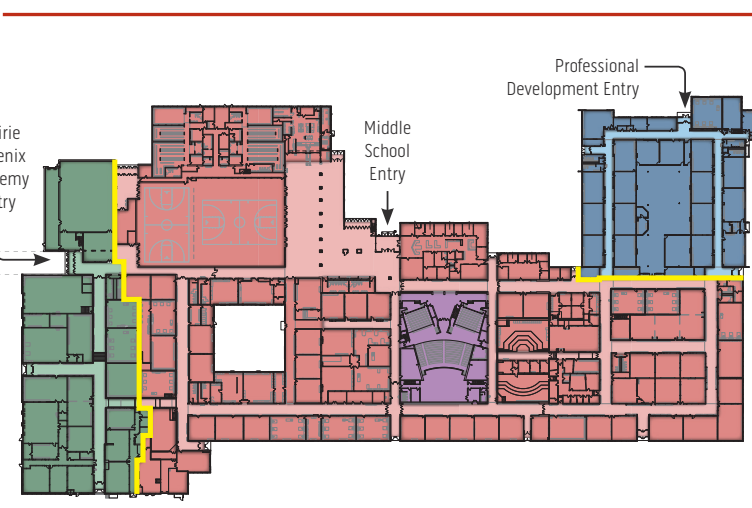 Professional
Development Entry
Middle
School
Entry
irie
enix
emy
try